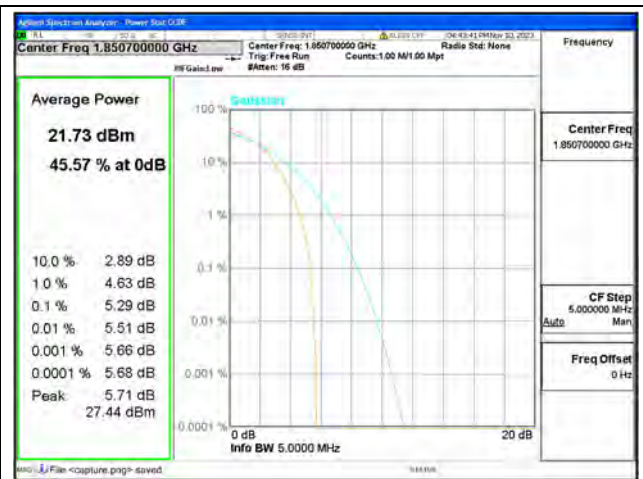 Agilent Spectrum Analyzer - Power Stat CCDF
RL
SENSE:INT
ALIGN OFF
04:43:41 PM Nov 10, 2023
Center Freq 1.850700000 GHz
Center Freq: 1.850700000 GHz
Radio Std: None
Trig: Free Run
Counts:1.00 M/1.00 Mpt
#IFGain:Low
#Atten: 16 dB
Frequency
Average Power
21.73 dBm
45.57 % at 0dB
10.0 % 2.89 dB
1.0 % 4.63 dB
0.1 % 5.29 dB
0.01 % 5.51 dB
0.001 % 5.66 dB
0.0001 % 5.68 dB
Peak 5.71 dB
27.44 dBm
100 %
Gaussian
10 %
1 %
0.1 %
0.01 %
0.001 %
0.0001 %
0 dB
20 dB
Info BW 5.0000 MHz
Center Freq
1.850700000 GHz
CF Step
5.000000 MHz
Auto Man
Freq Offset
0 Hz
MSG File <capture.png> saved
STATUS